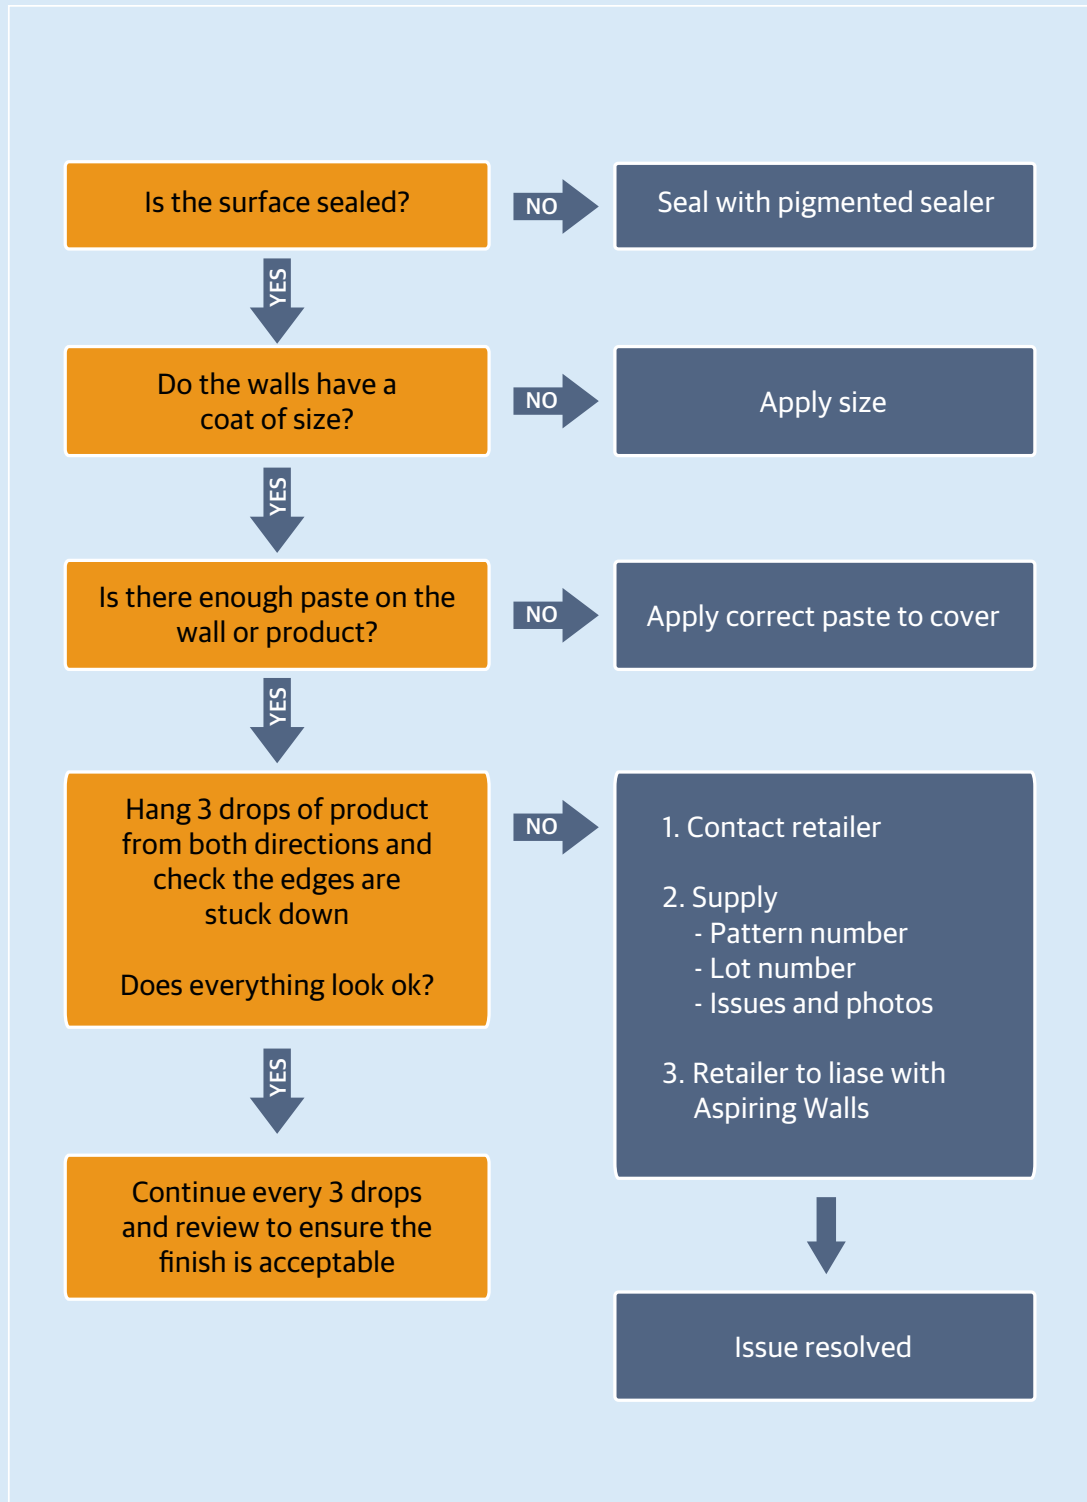 Is the surface sealed?
NO
Seal with pigmented sealer
YES
Do the walls have a
coat of size?
NO
Apply size
YES
Is there enough paste on the
wall or product?
NO
Apply correct paste to cover
YES
Hang 3 drops of product
from both directions and
check the edges are
stuck down
Does everything look ok?
NO
1. Contact retailer
2. Supply
- Pattern number
- Lot number
- Issues and photos
3. Retailer to liase with
Aspiring Walls
YES
Continue every 3 drops
and review to ensure the
finish is acceptable
Issue resolved